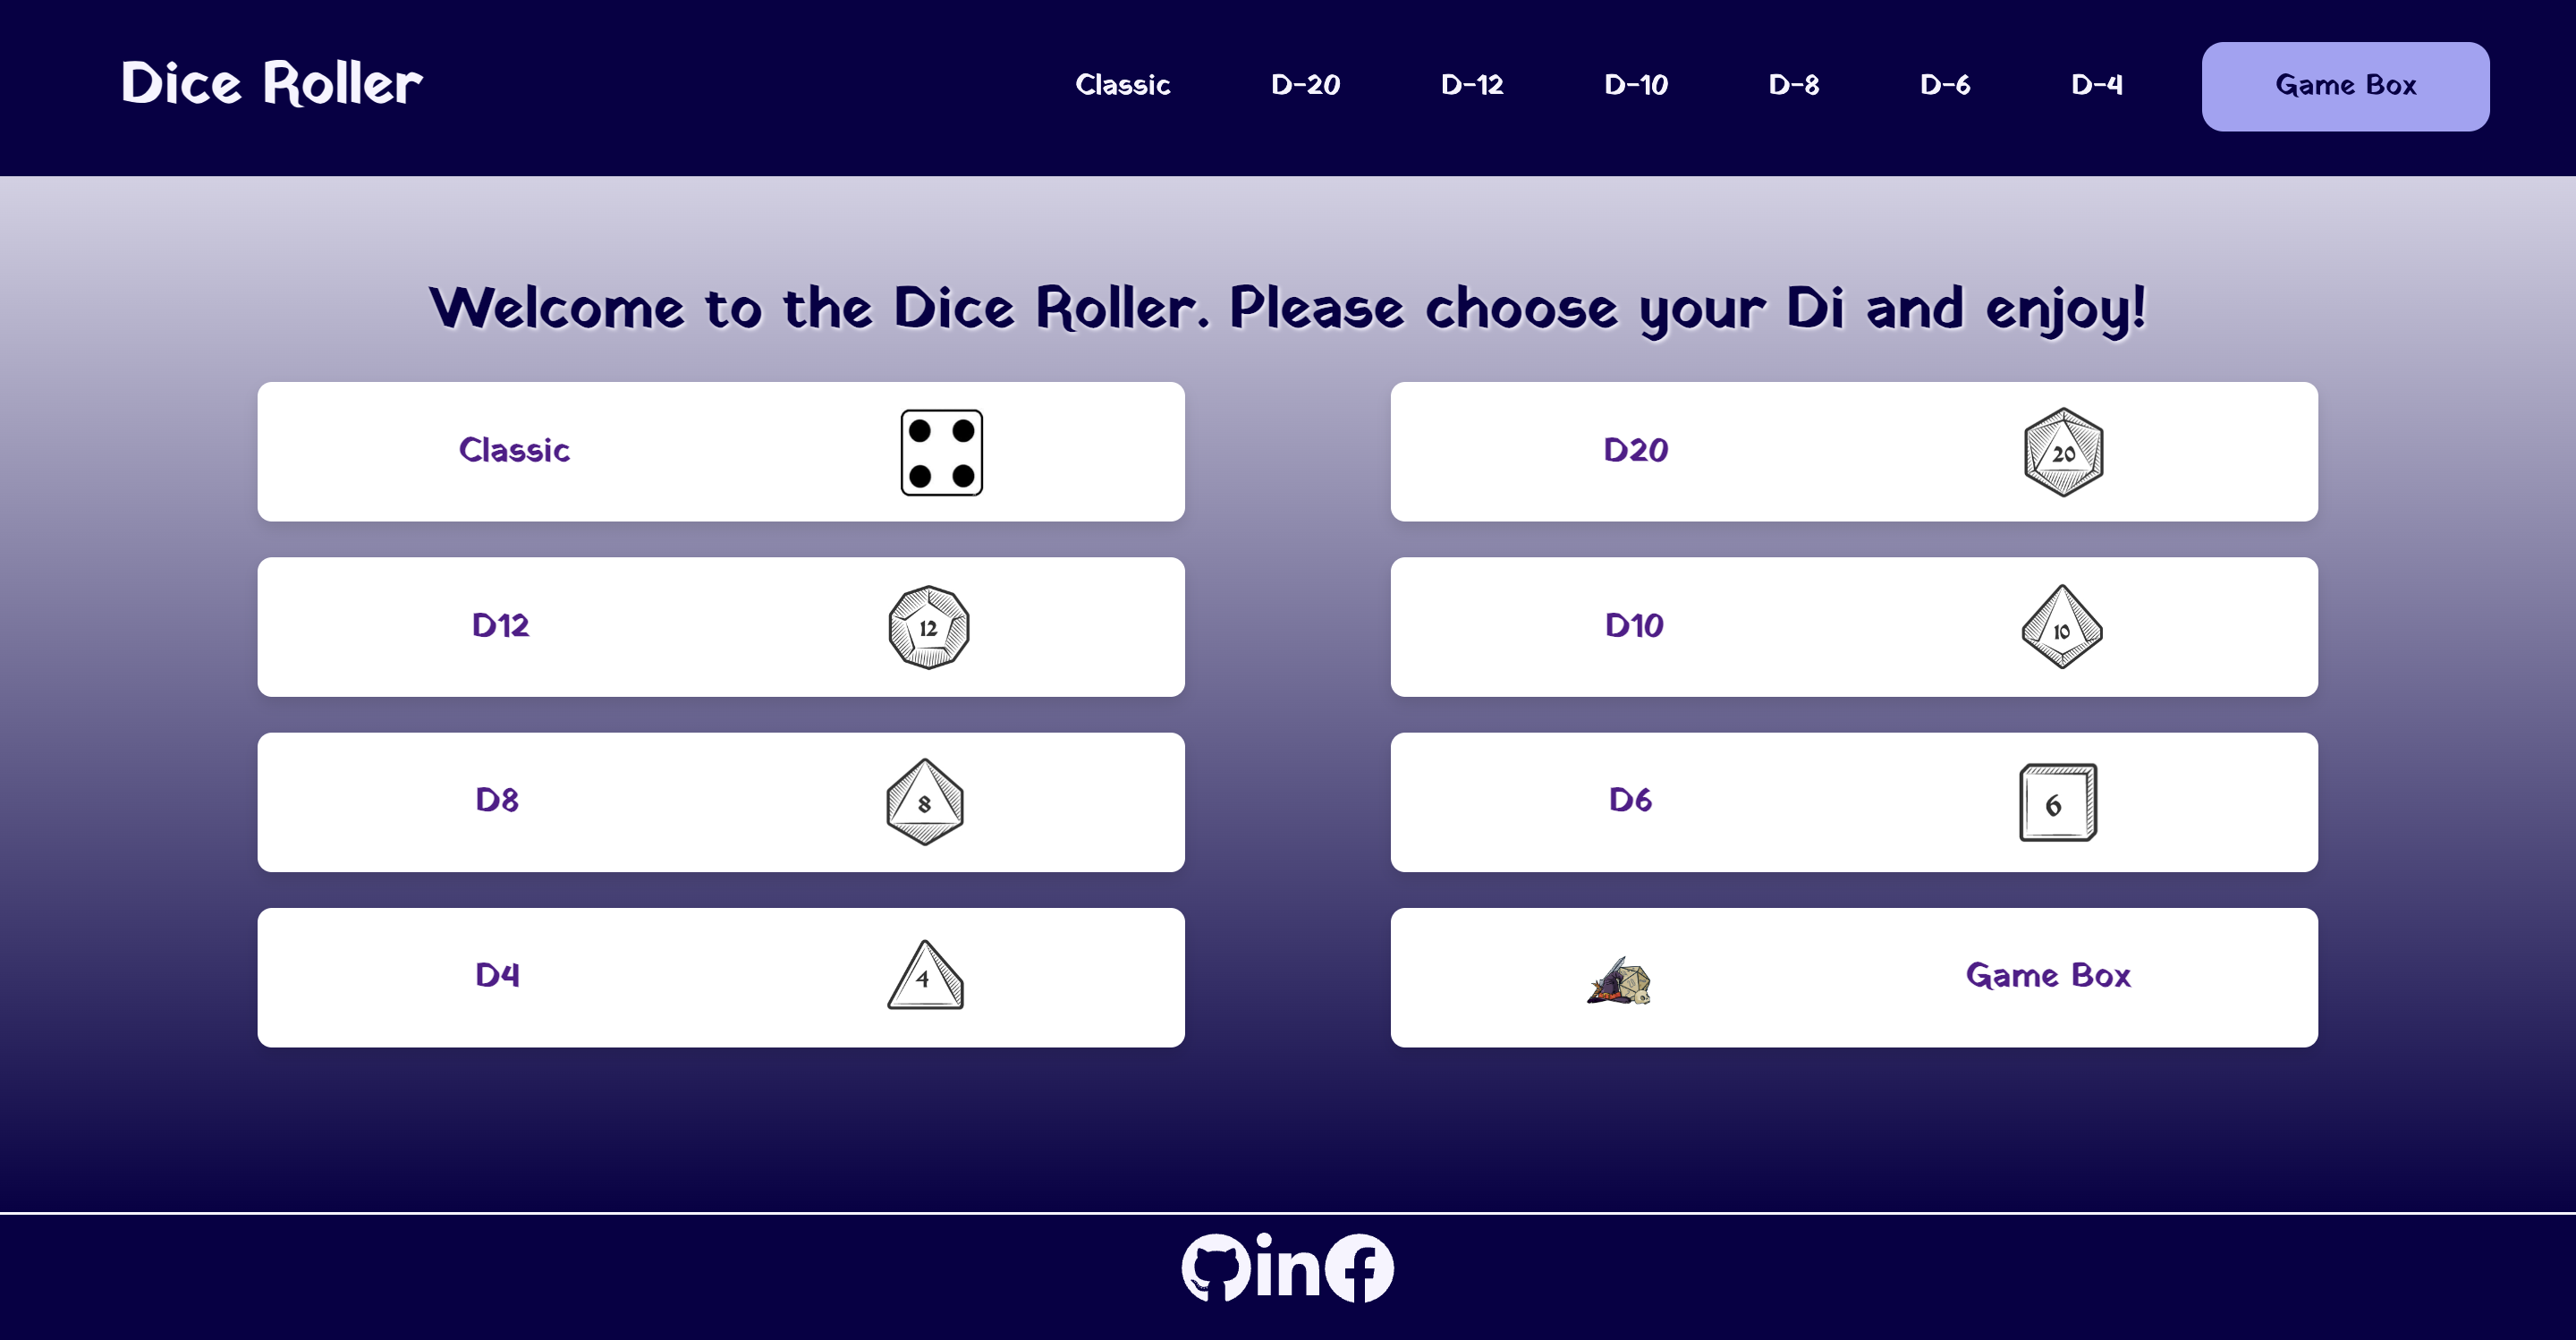 Dice Roller
Classic D-20 D-12 D-10 D-8 D-6 D-4 Game Box
Welcome to the Dice Roller. Please choose your Di and enjoy!
Classic
D20
20
D12
12
D10
10
D8
8
D6
6
D4
4
Game Box
in